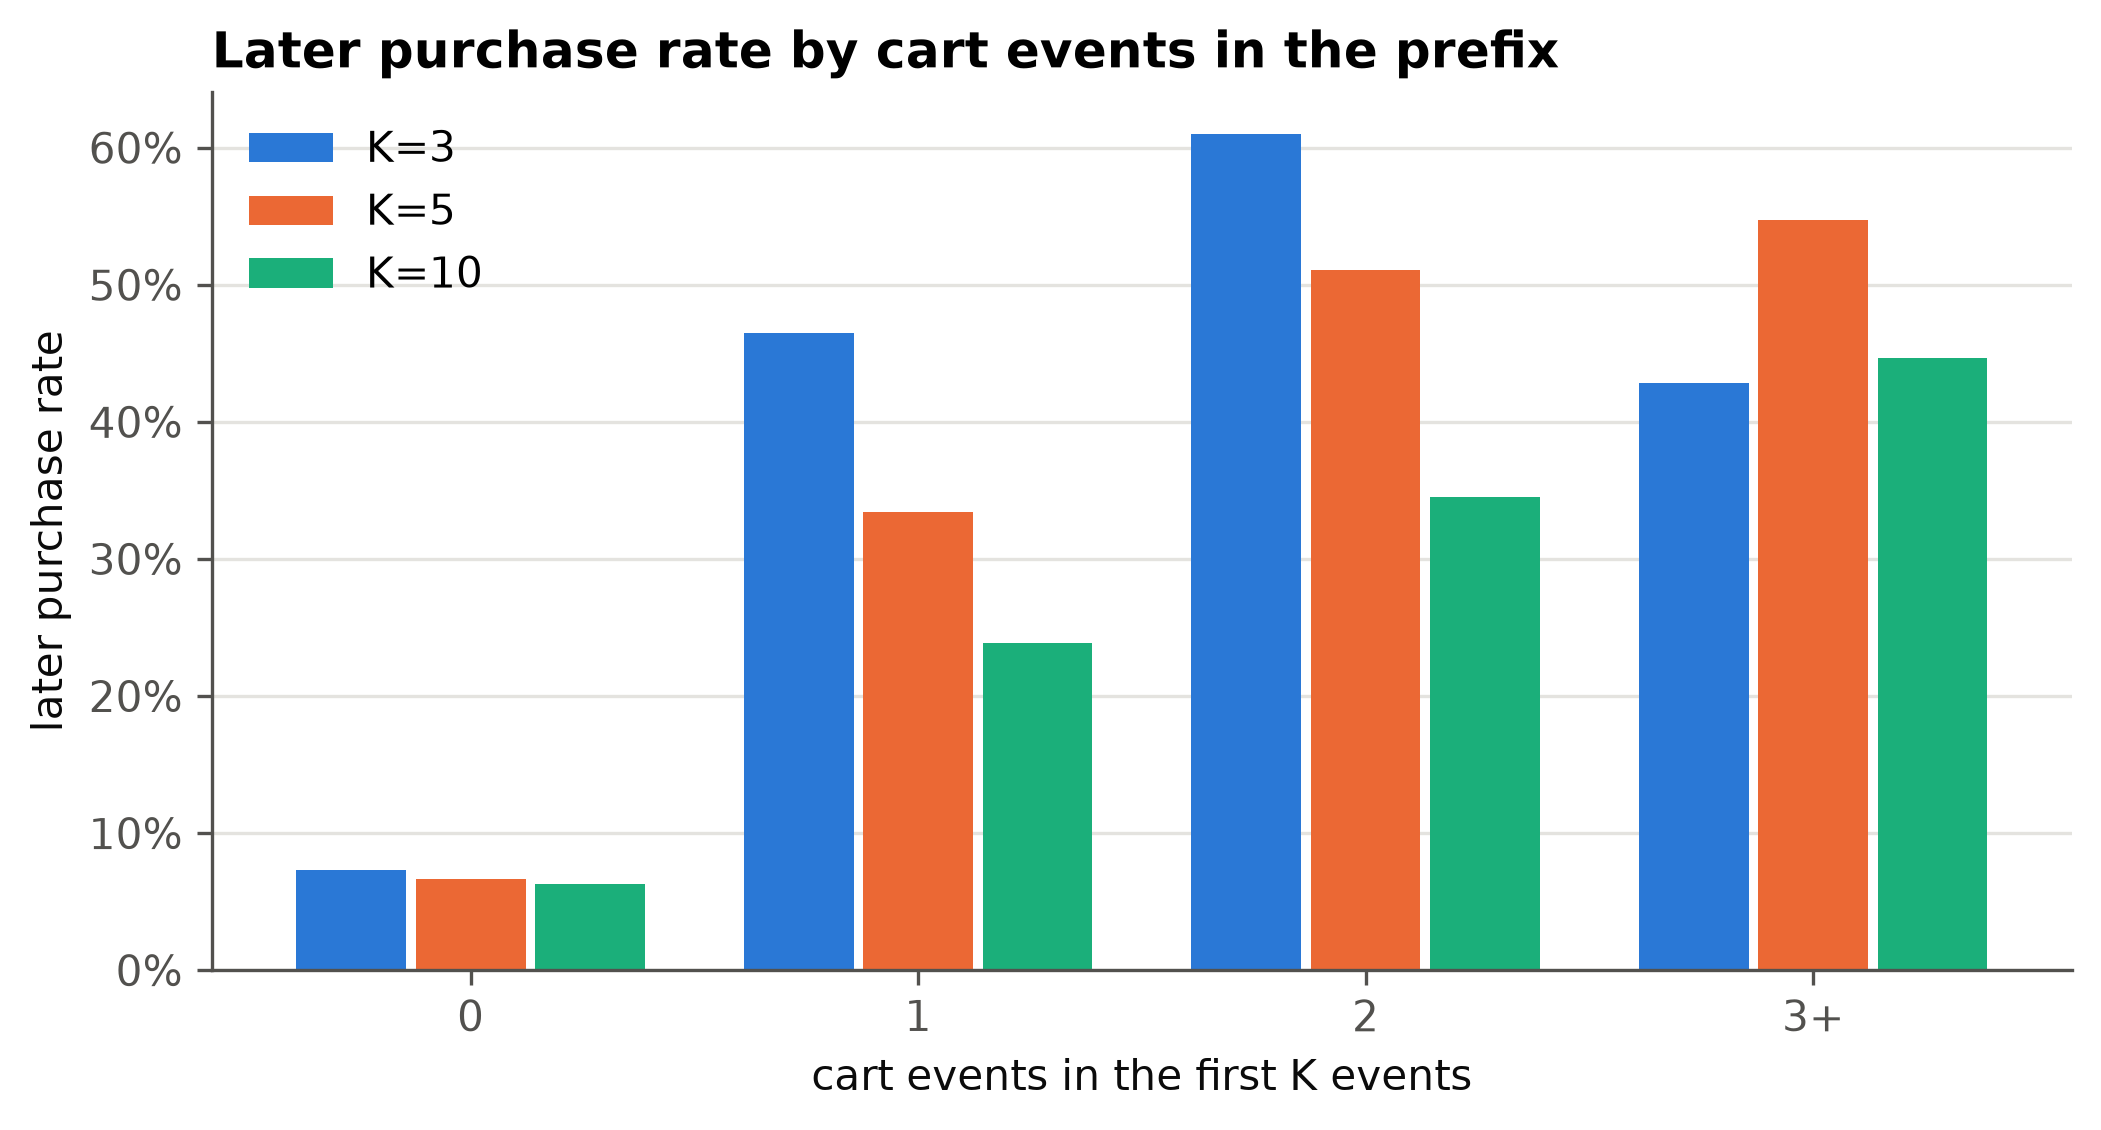 Later purchase rate by cart events in the prefix
K=3
K=5
K=10
later purchase rate
60%
50%
40%
30%
20%
10%
0%
0
1
2
3+
cart events in the first K events